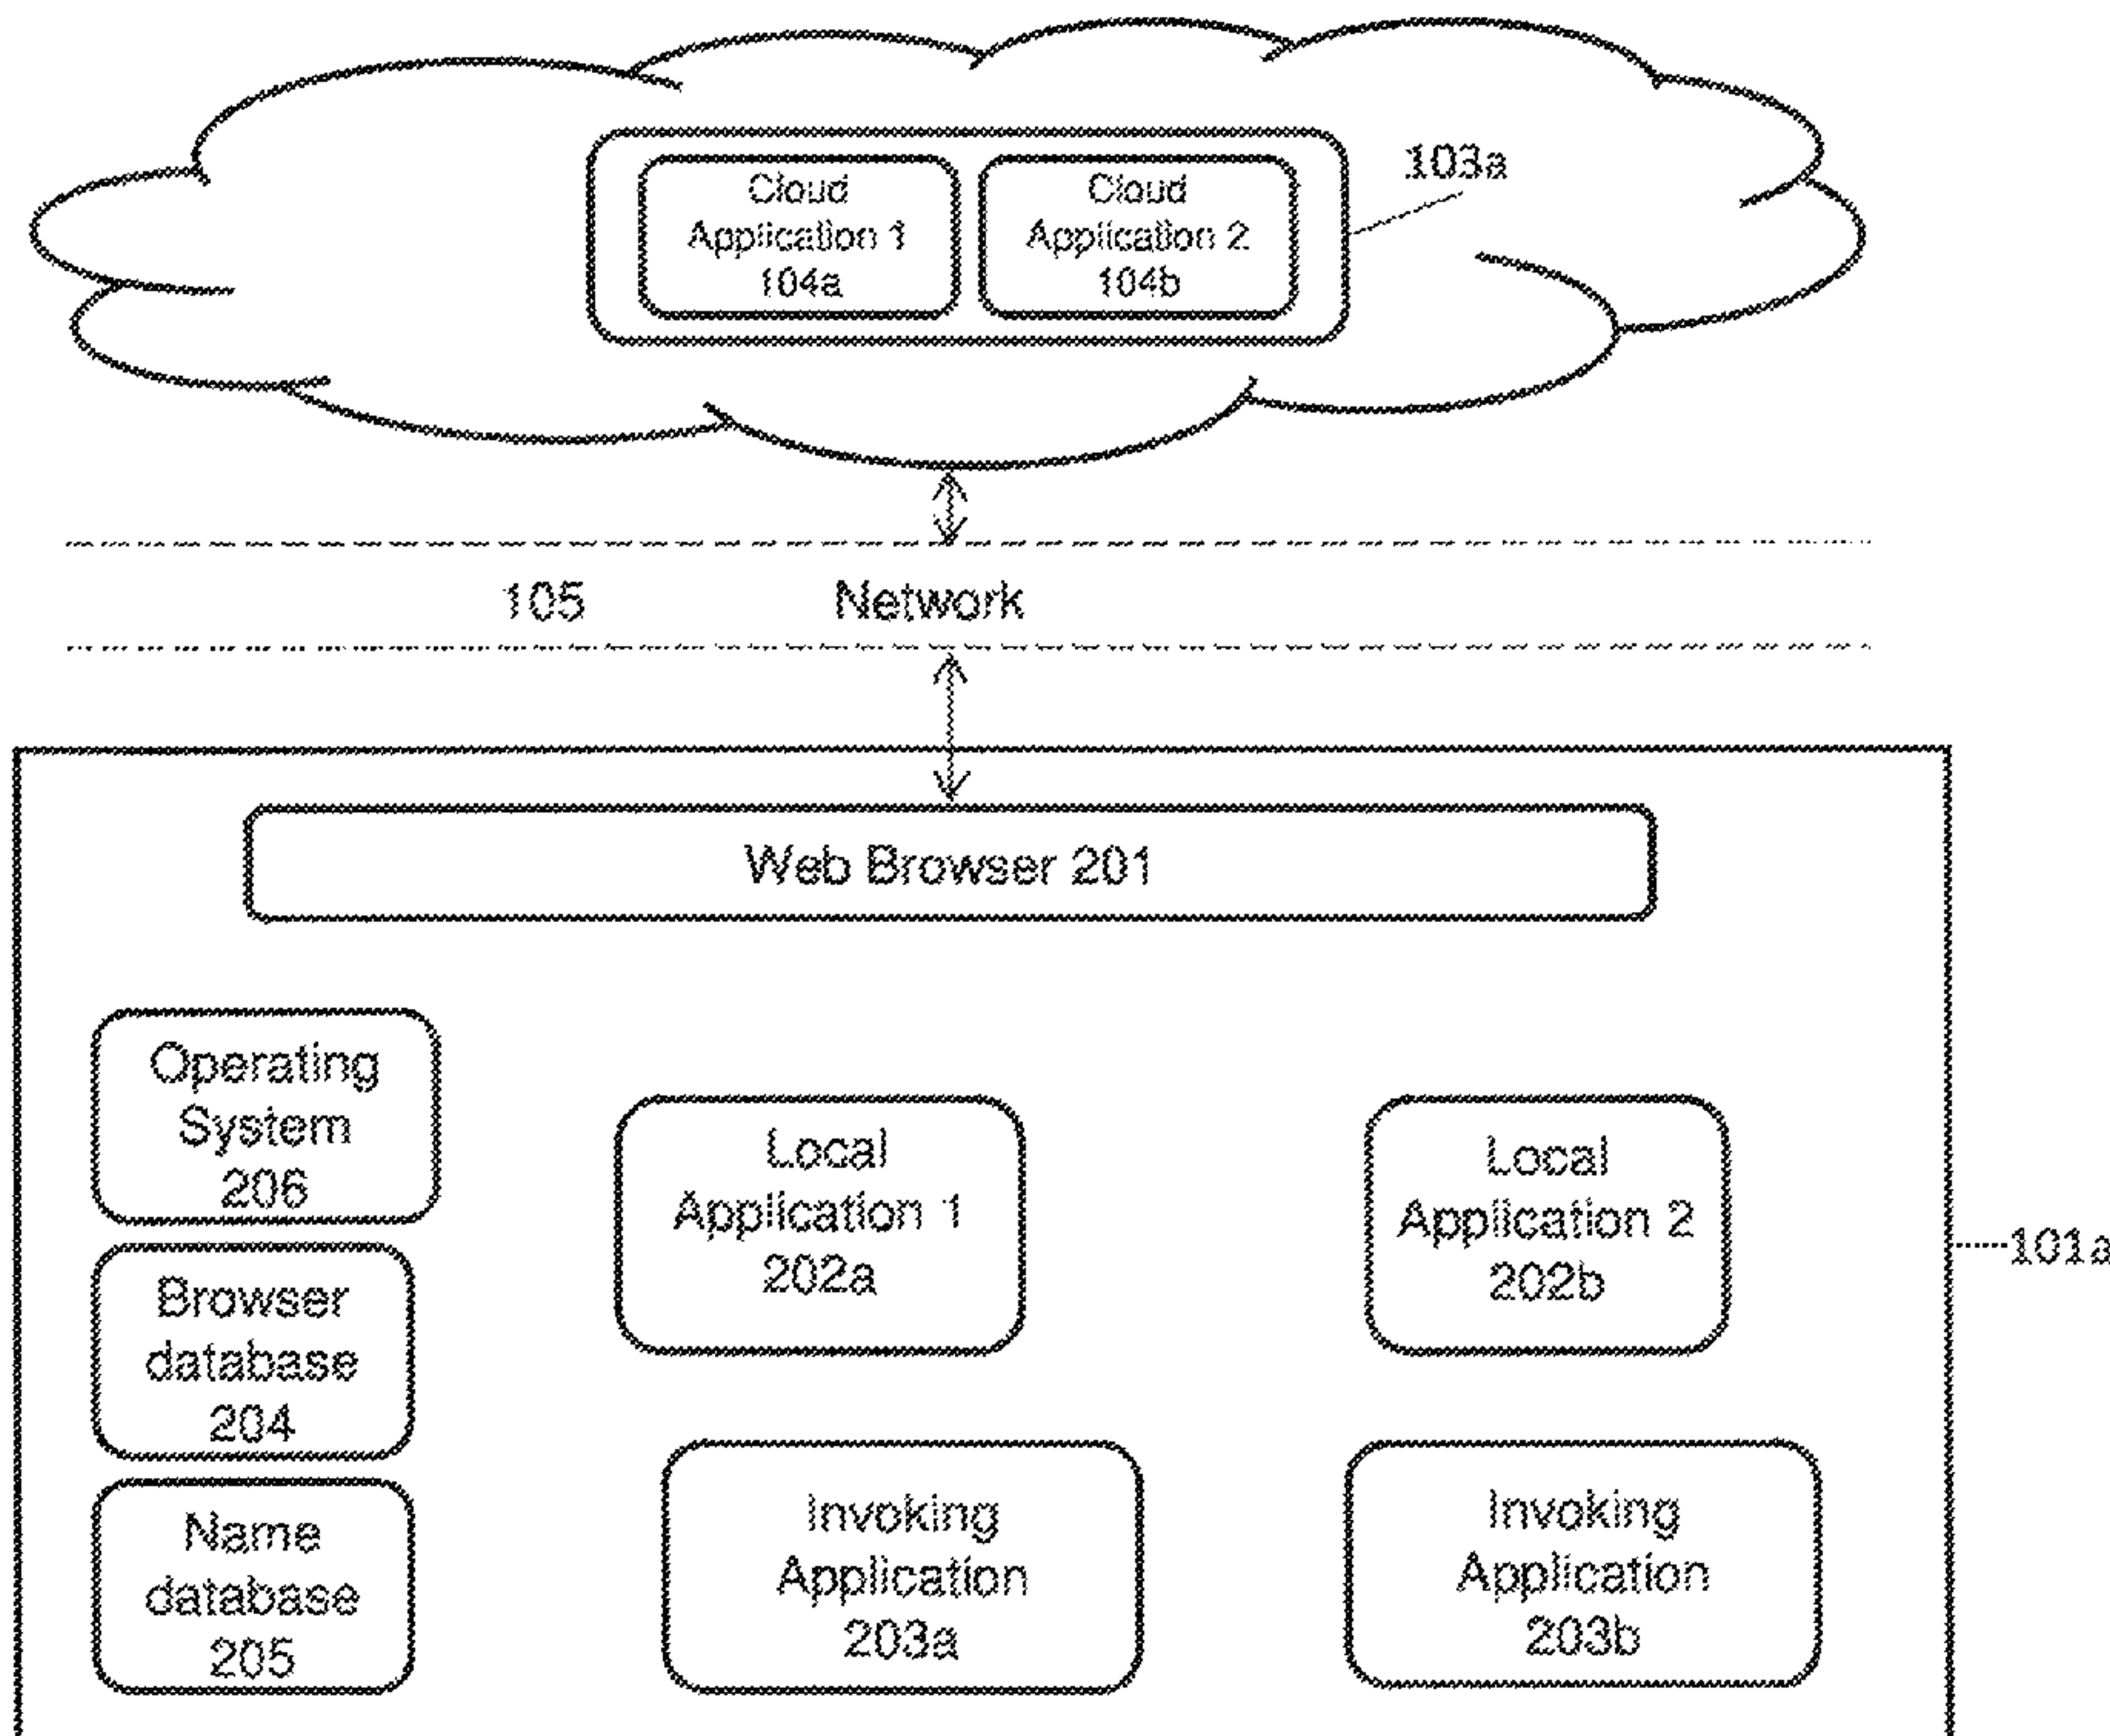 Cloud
Application 1
104a
Cloud
Application 2
104b
103a
105 Network
Web Browser 201
Operating
System
206
Local
Application 1
202a
Local
Application 2
202b
101a
Browser
database
204
Name
database
205
Invoking
Application
203a
Invoking
Application
203b